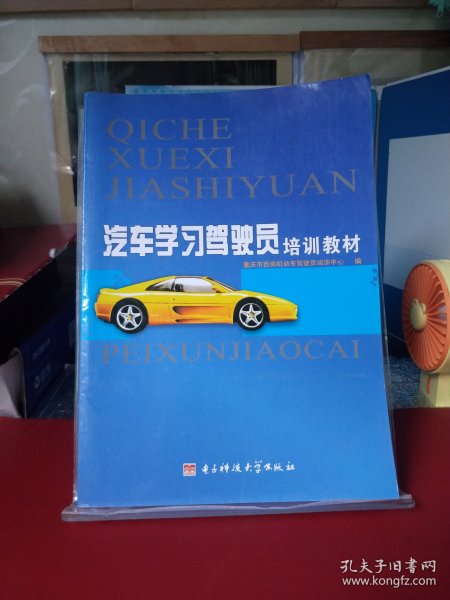 QICHE
XUEXI
JIASHIYUAN
汽车学习驾驶员 培训教材
重庆市西南机动车驾驶员培训中心 编
PEIXUNJIAOCAI
电子科技大学出版社
孔夫子旧书网
www.kongfz.com